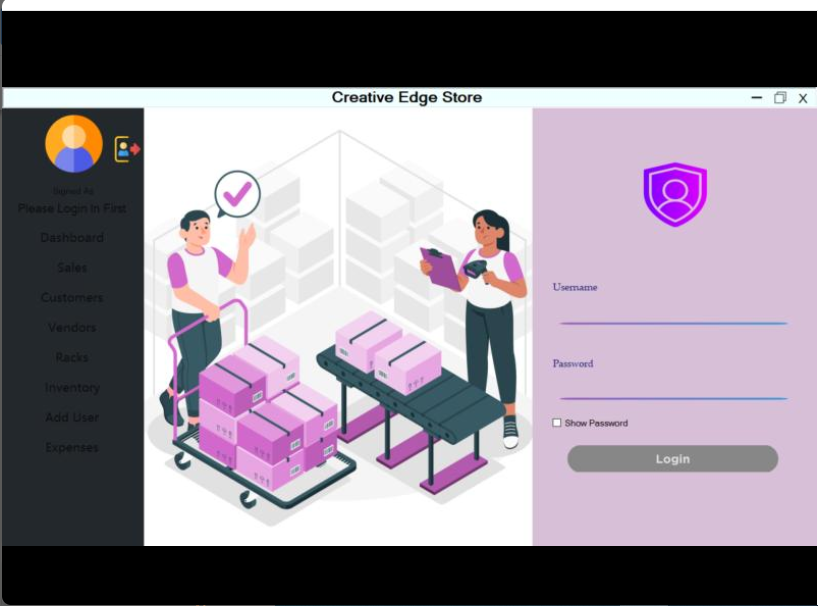 Creative Edge Store
Signed As
Please Login In First
Dashboard
Sales
Customers
Vendors
Racks
Inventory
Add User
Expenses
Username
Password
Show Password
Login